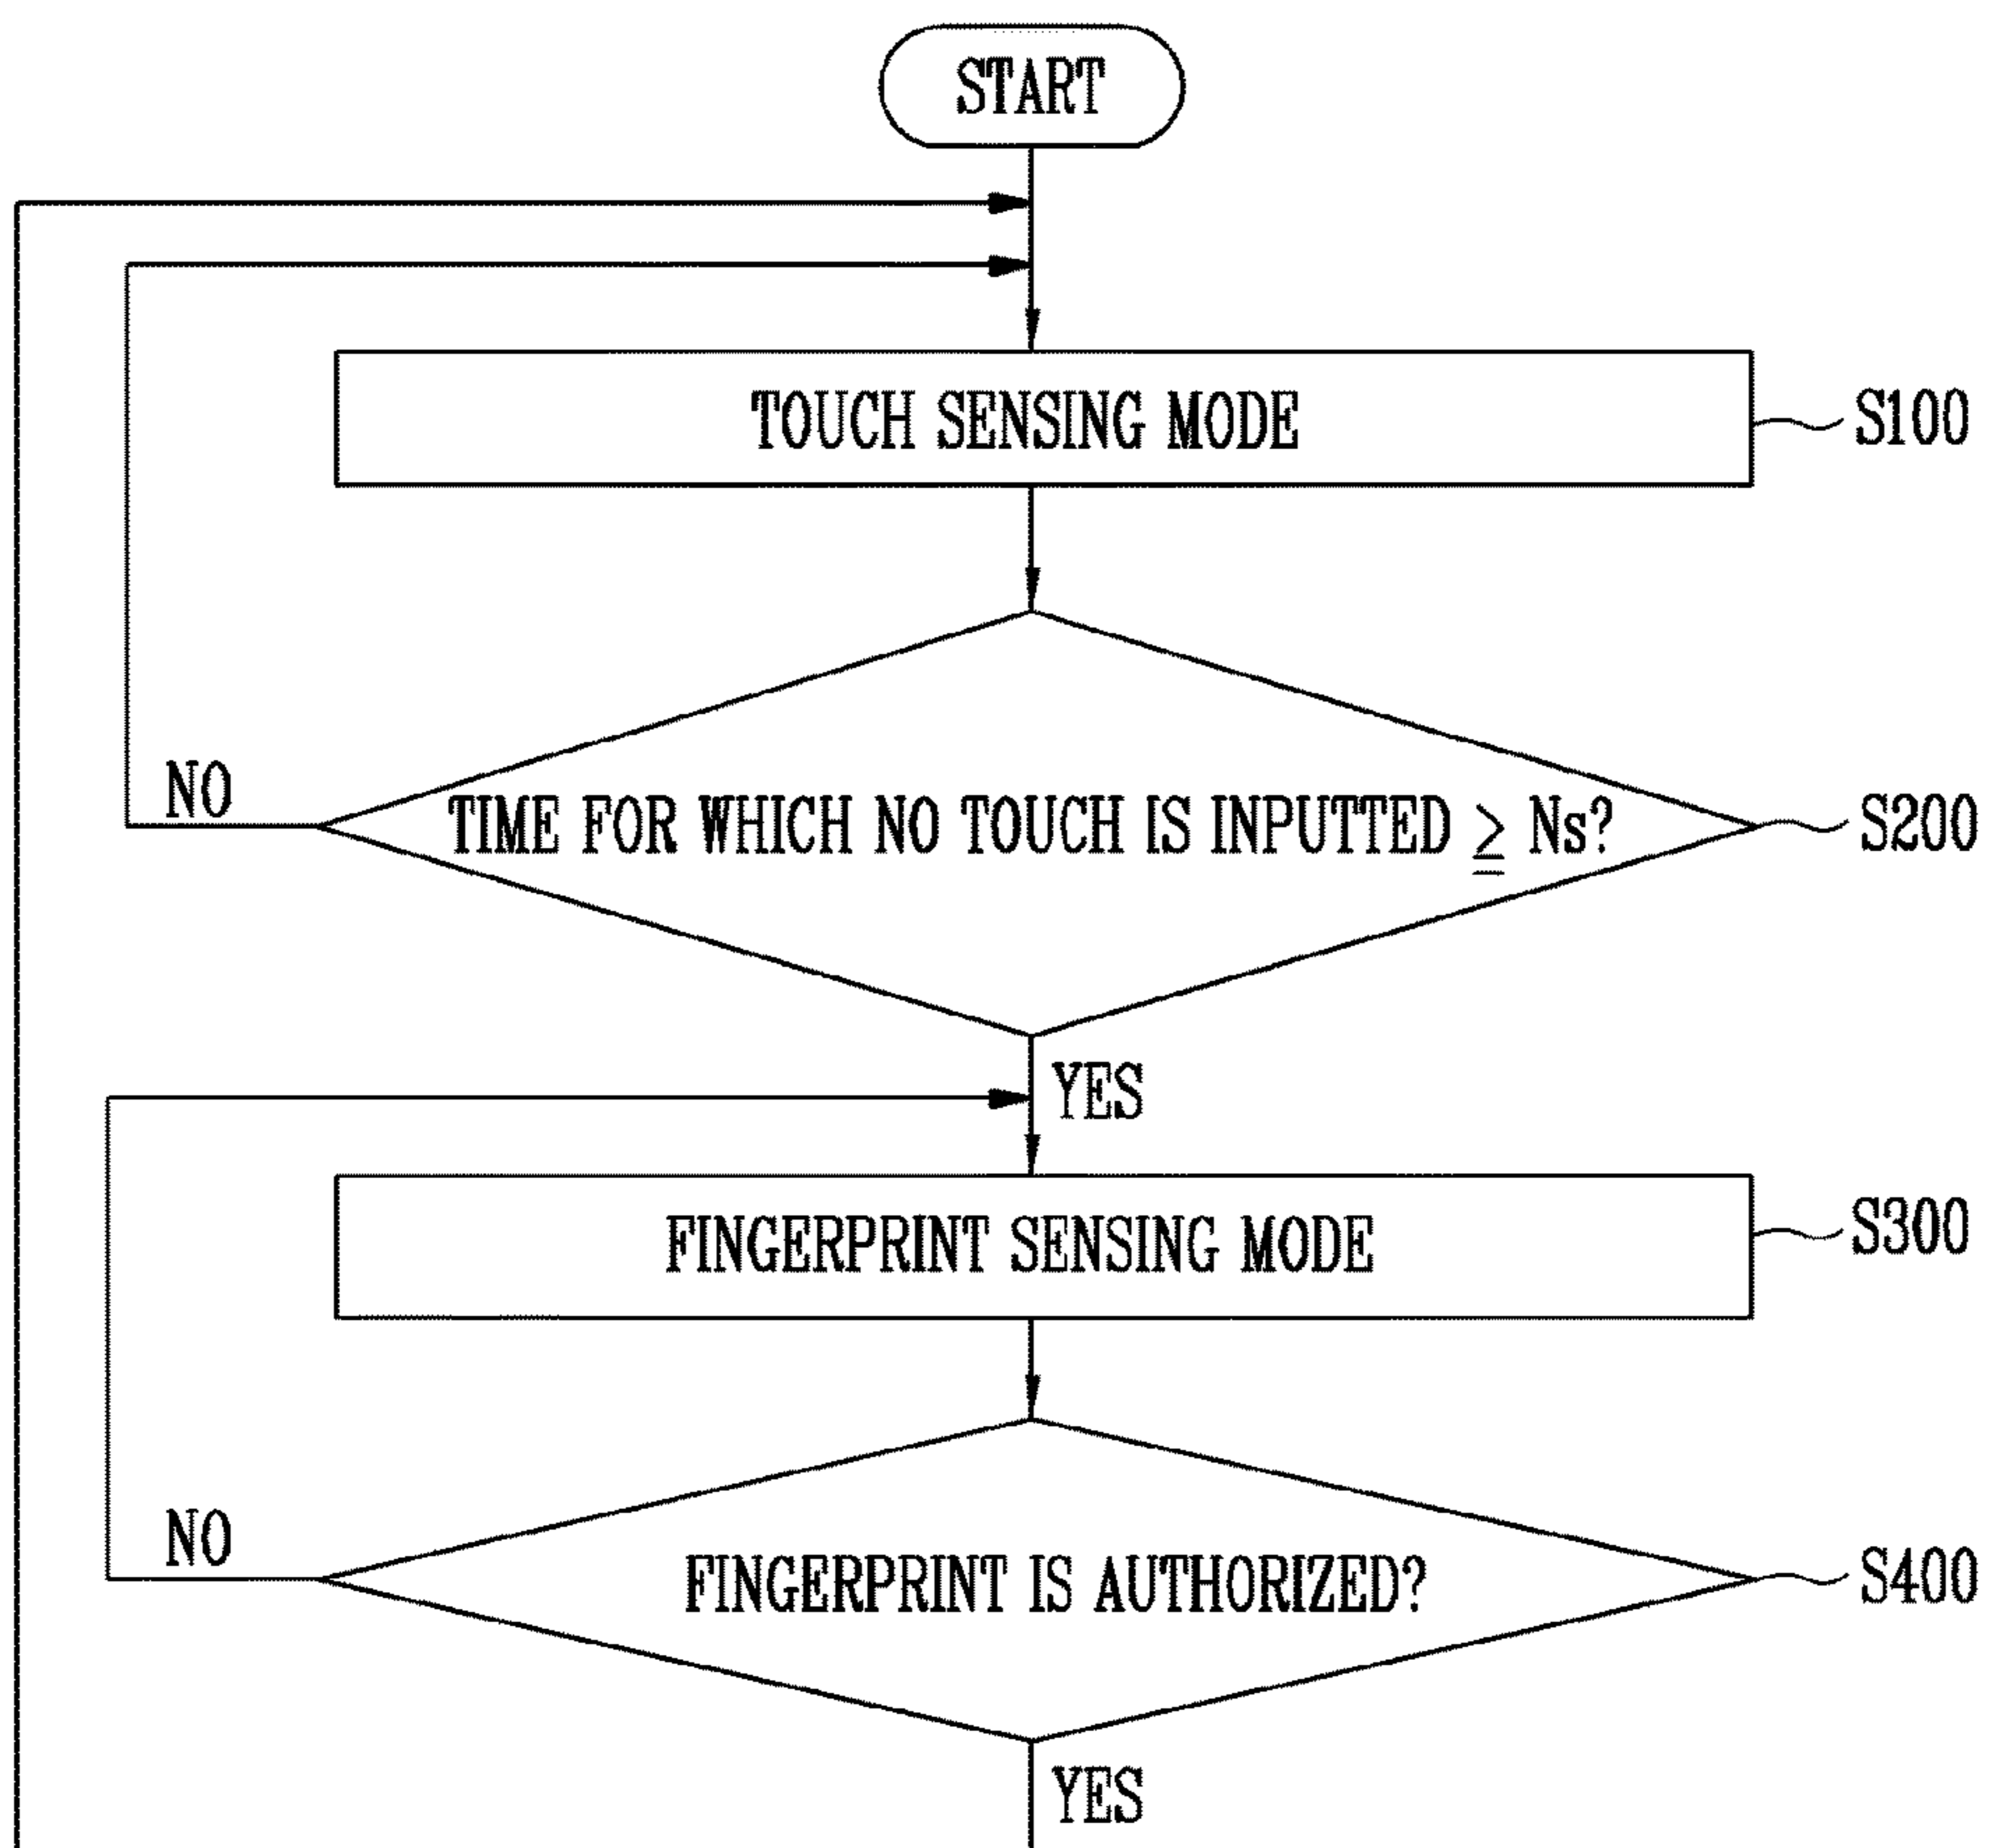 START
TOUCH SENSING MODE
S100
NO
TIME FOR WHICH NO TOUCH IS INPUTTED ≧ Ns?
S200
YES
FINGERPRINT SENSING MODE
S300
NO
FINGERPRINT IS AUTHORIZED?
S400
YES